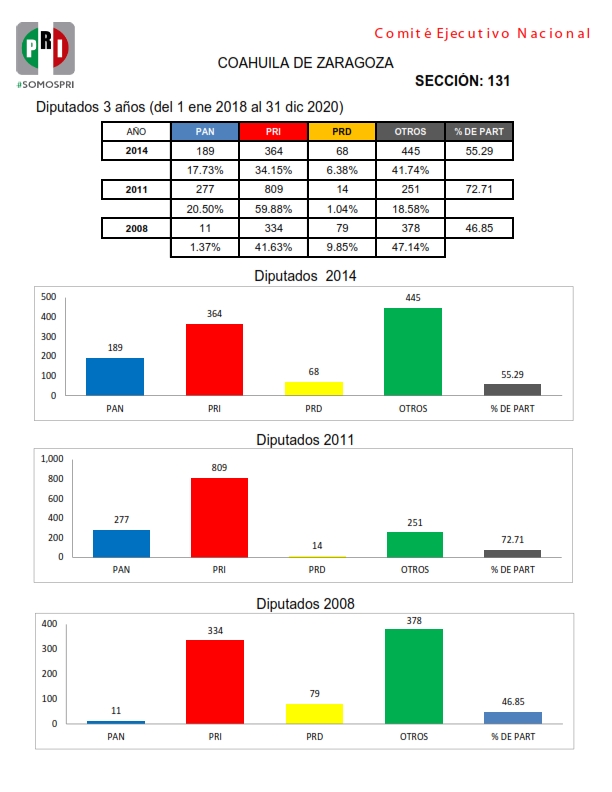 PRI
#SOMOSPRI
Comité Ejecutivo Nacional
COAHUILA DE ZARAGOZA
SECCIÓN: 131
Diputados 3 años (del 1 ene 2018 al 31 dic 2020)
AÑO PAN PRI PRD OTROS % DE PART
2014 189 364 68 445 55.29
17.73% 34.15% 6.38% 41.74%
2011 277 809 14 251 72.71
20.50% 59.88% 1.04% 18.58%
2008 11 334 79 378 46.85
1.37% 41.63% 9.85% 47.14%
Diputados 2014
500
400
300
200
100
0
189 364 68 445 55.29
PAN PRI PRD OTROS % DE PART
Diputados 2011
1,000
800
600
400
200
0
277 809 14 251 72.71
PAN PRI PRD OTROS % DE PART
Diputados 2008
400
300
200
100
0
11 334 79 378 46.85
PAN PRI PRD OTROS % DE PART